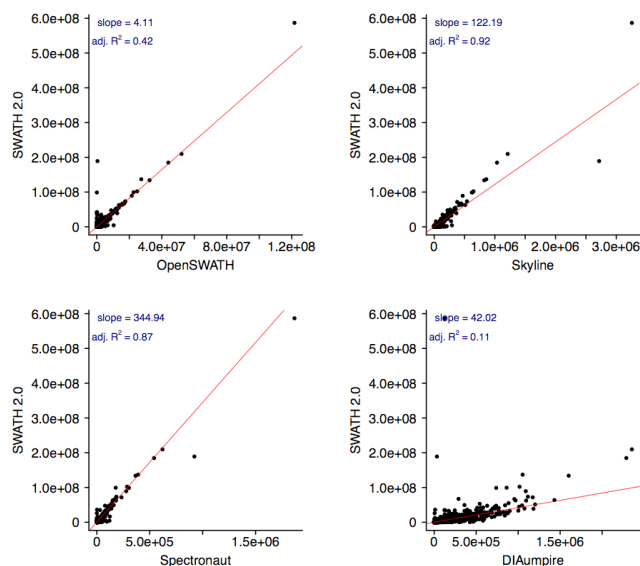 slope = 4.11
adj. R² = 0.42
6.0e+08
5.0e+08
4.0e+08
3.0e+08
2.0e+08
1.0e+08
0
SWATH 2.0
0 4.0e+07 8.0e+07 1.2e+08
OpenSWATH
slope = 122.19
adj. R² = 0.92
6.0e+08
5.0e+08
4.0e+08
3.0e+08
2.0e+08
1.0e+08
0
SWATH 2.0
0 1.0e+06 2.0e+06 3.0e+06
Skyline
slope = 344.94
adj. R² = 0.87
6.0e+08
5.0e+08
4.0e+08
3.0e+08
2.0e+08
1.0e+08
0
SWATH 2.0
0 5.0e+05 1.5e+06
Spectronaut
slope = 42.02
adj. R² = 0.11
6.0e+08
5.0e+08
4.0e+08
3.0e+08
2.0e+08
1.0e+08
0
SWATH 2.0
0 5.0e+05 1.5e+06
DIAumpire